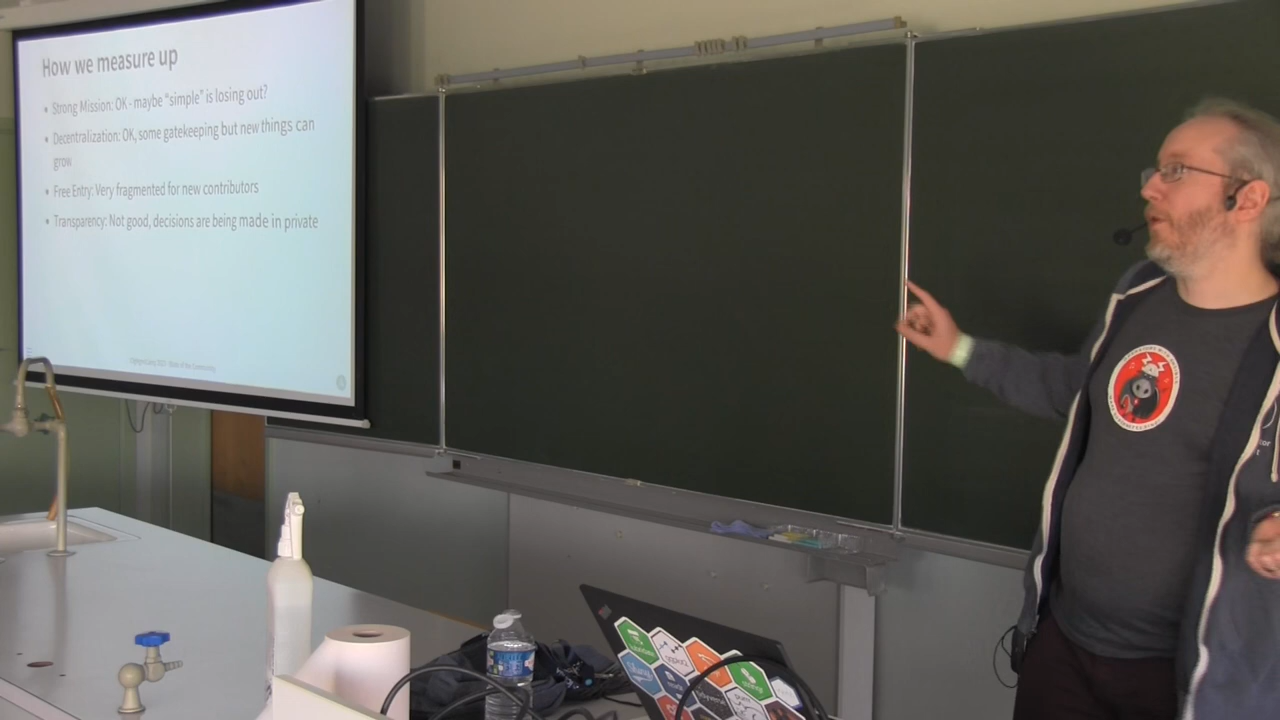 How we measure up
• Strong Mission: OK - maybe "simple" is losing out?
• Decentralization: OK, some gatekeeping but new things can
grow
• Free Entry: Very fragmented for new contributors
• Transparency: Not good, decisions are being made in private